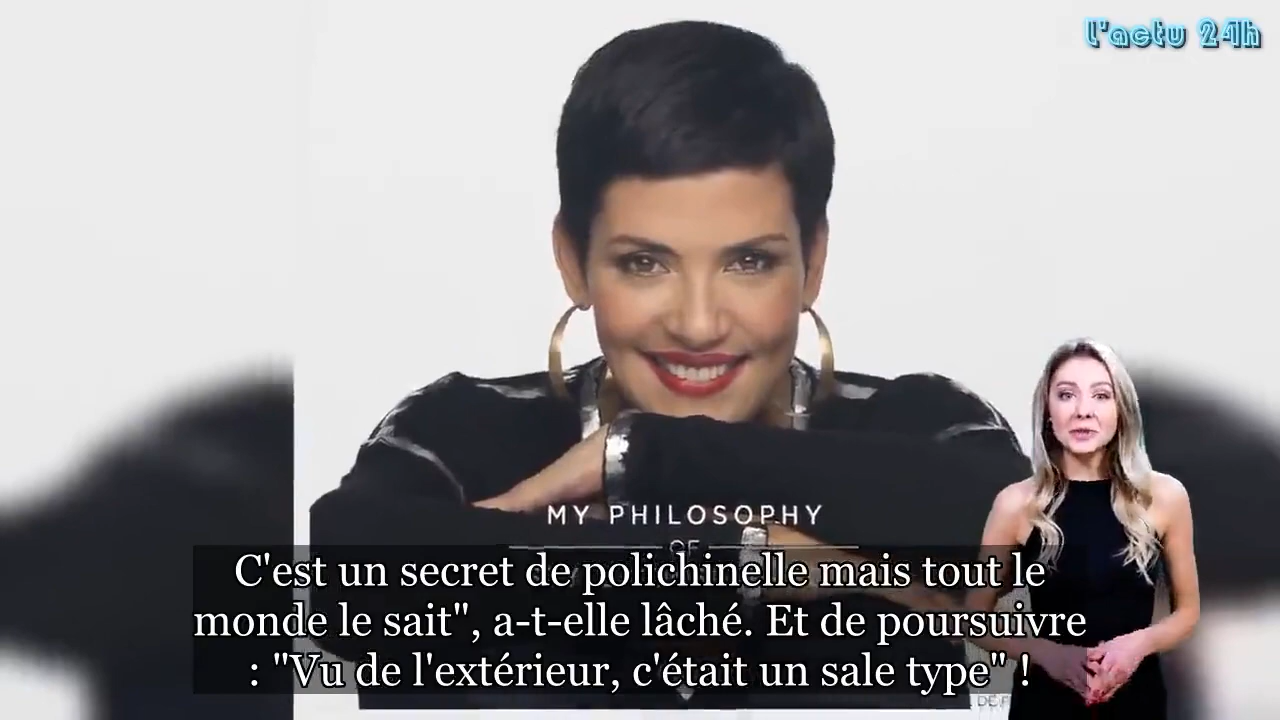 l'actu 24h
MY PHILOSOPHY
OF
C'est un secret de polichinelle mais tout le
monde le sait", a-t-elle lâché. Et de poursuivre
: "Vu de l'extérieur, c'était un sale type" !